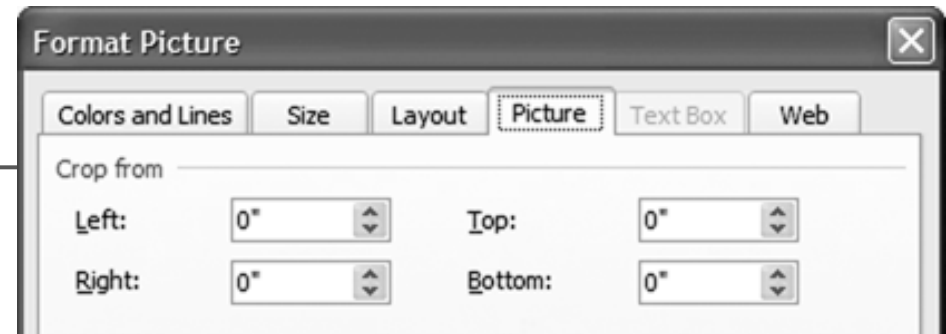 Format Picture
Colors and Lines Size Layout Picture Text Box Web
Crop from
Left: 0" Top: 0"
Right: 0" Bottom: 0"